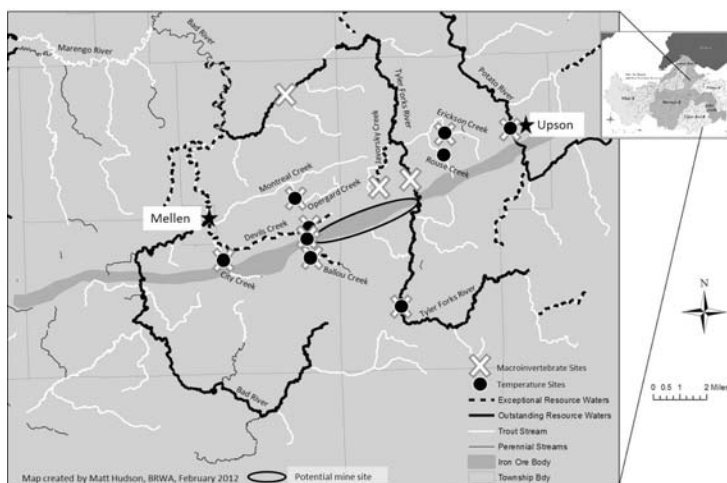 Marengo River
Bad River
Tyler Forks River
Potato River
Erickson Creek
Upson
Javorsky Creek
Rouse Creek
Montreal Creek
Opergard Creek
Mellen
Devils Creek
City Creek
Ballou Creek
Tyler Forks River
Bad River
Macroinvertebrate Sites
Temperature Sites
Exceptional Resource Waters
Outstanding Resource Waters
Trout Stream
Perennial Streams
Iron Ore Body
Township Bdy
Potential mine site
Map created by Matt Hudson, BRWA, February 2012
N
0 0.5 1 2 Miles